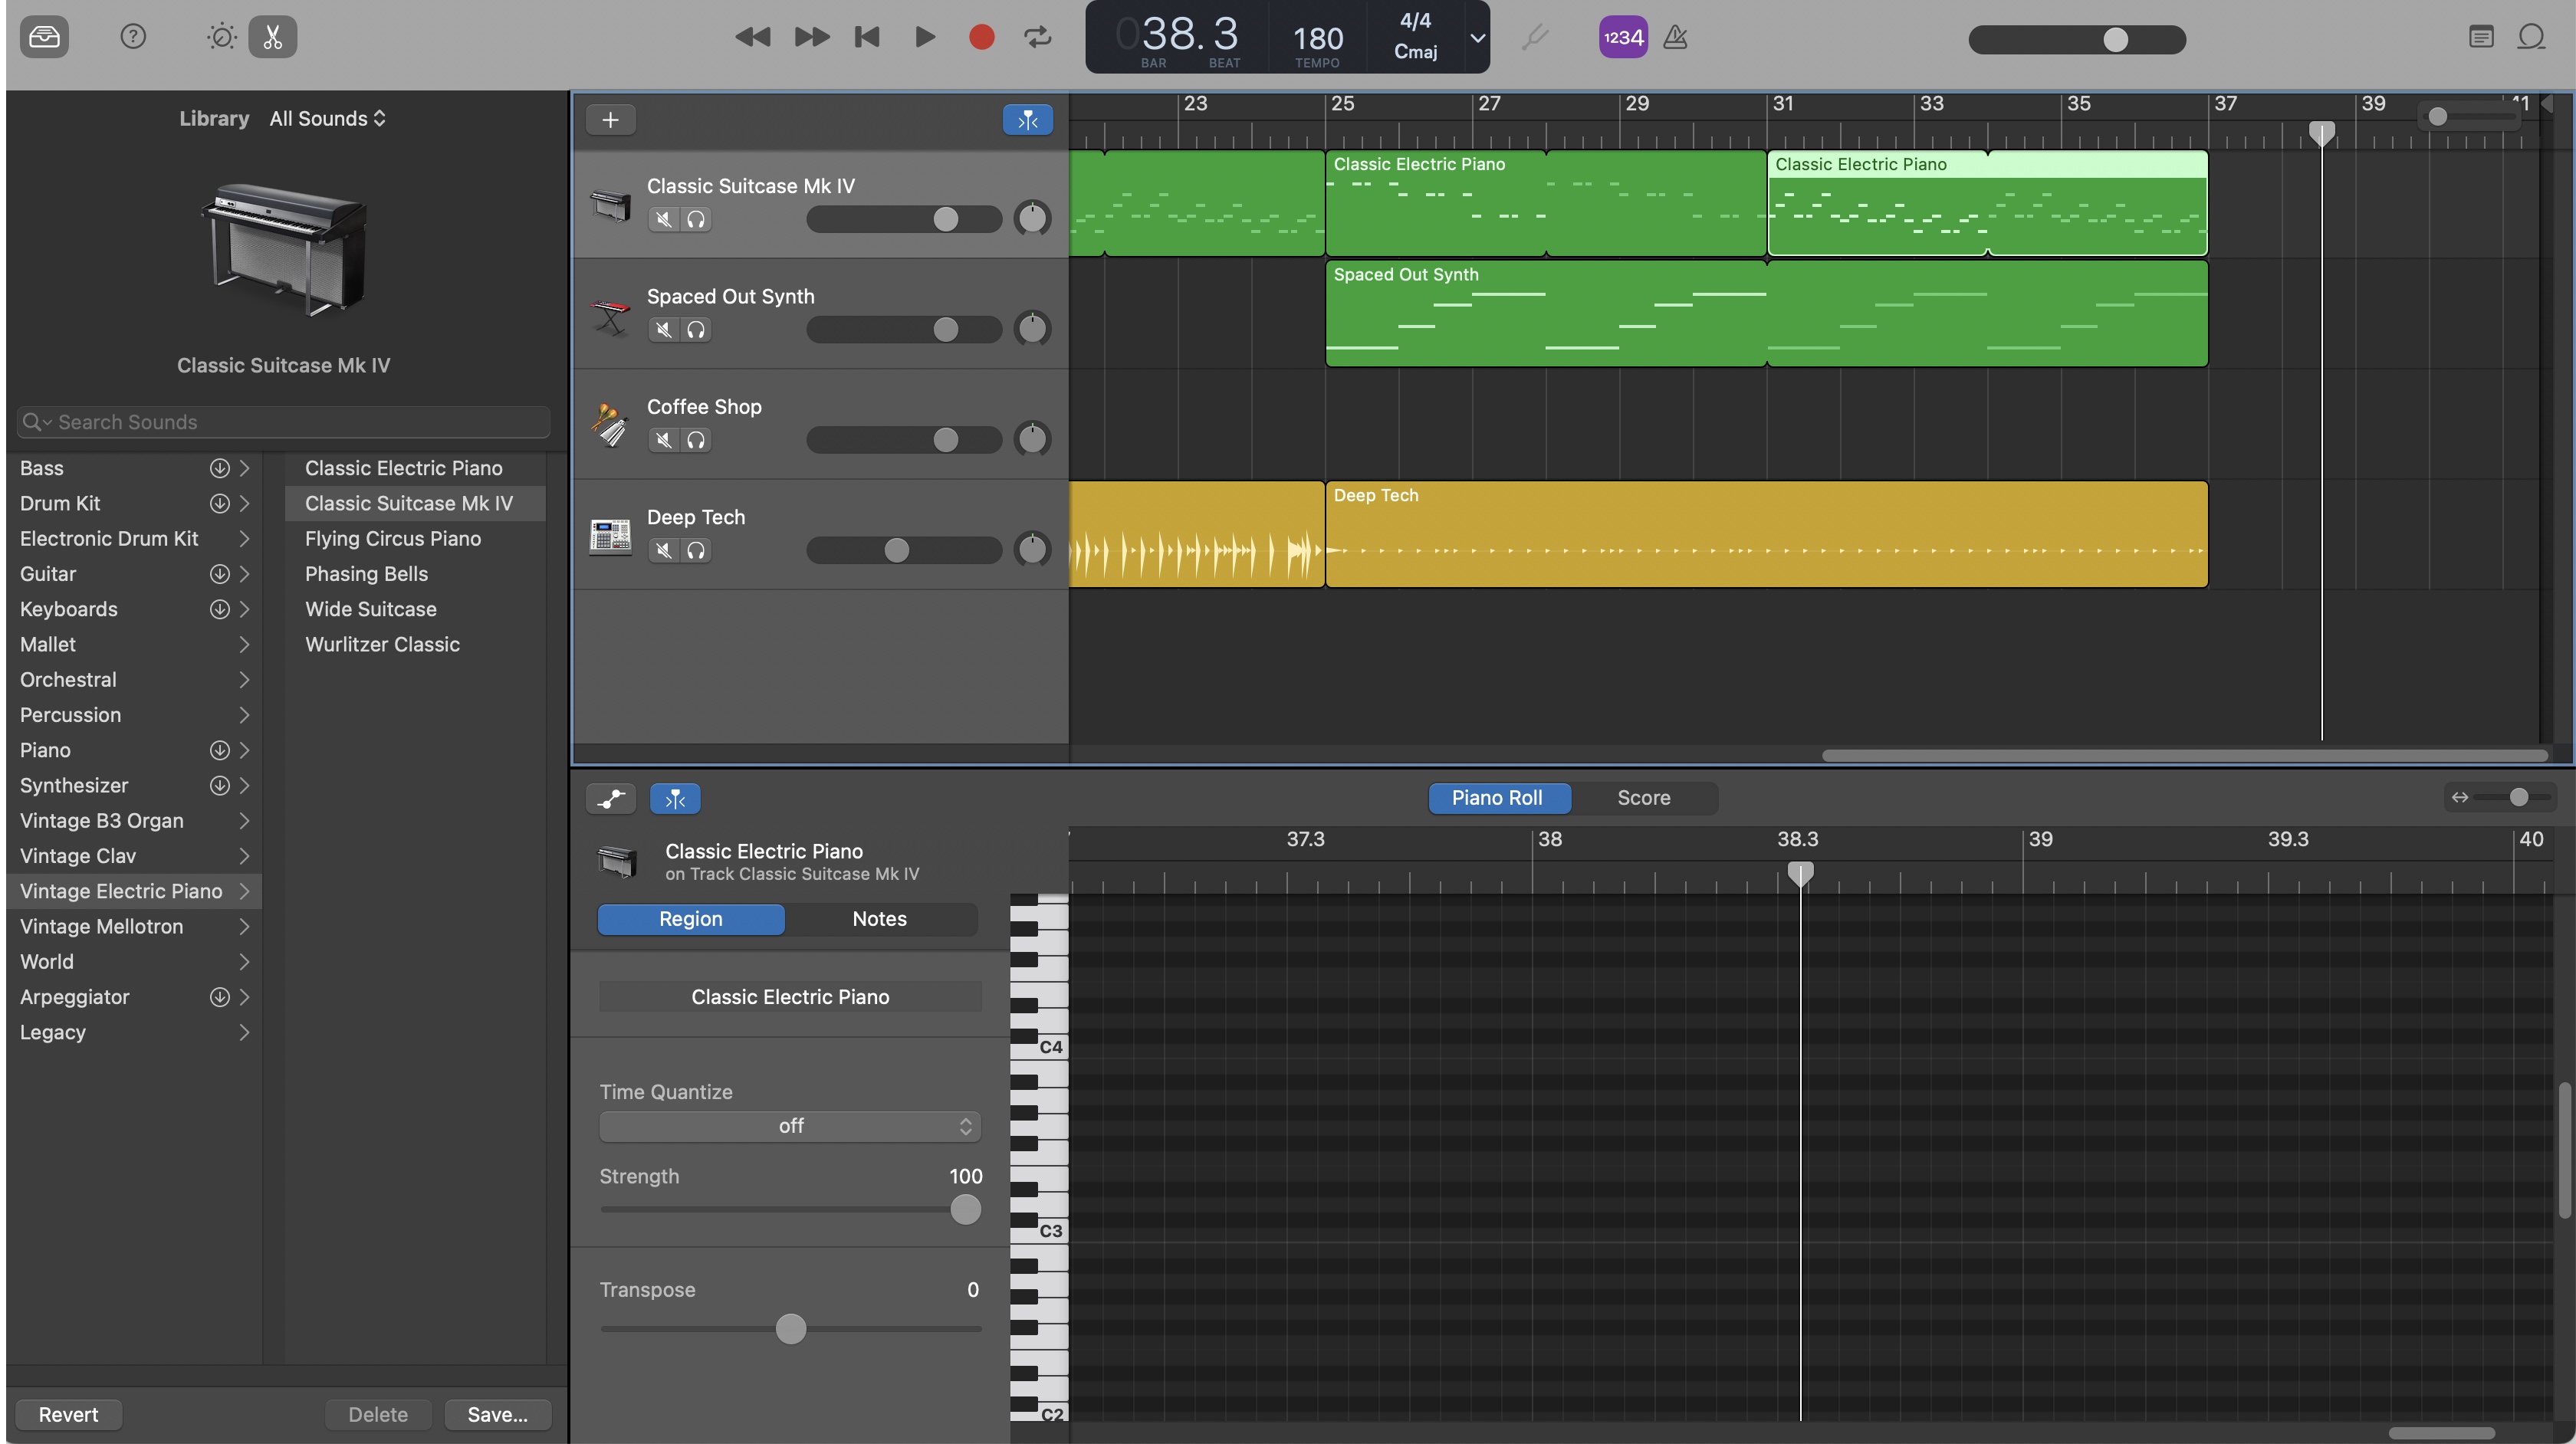 038.3
BAR BEAT
180
TEMPO
4/4
Cmaj
1234
Library All Sounds
Classic Suitcase Mk IV
Search Sounds
Bass
Drum Kit
Electronic Drum Kit
Guitar
Keyboards
Mallet
Orchestral
Percussion
Piano
Synthesizer
Vintage B3 Organ
Vintage Clav
Vintage Electric Piano
Vintage Mellotron
World
Arpeggiator
Legacy
Classic Electric Piano
Classic Suitcase Mk IV
Flying Circus Piano
Phasing Bells
Wide Suitcase
Wurlitzer Classic
Revert Delete Save...
23 25 27 29 31 33 35 37 39
Classic Suitcase Mk IV
Classic Electric Piano Classic Electric Piano
Spaced Out Synth
Spaced Out Synth
Coffee Shop
Deep Tech
Deep Tech
Piano Roll Score
37.3 38 38.3 39 39.3 40
Classic Electric Piano
on Track Classic Suitcase Mk IV
Region Notes
Classic Electric Piano
Time Quantize
off
Strength 100
Transpose 0
C4
C3
C2